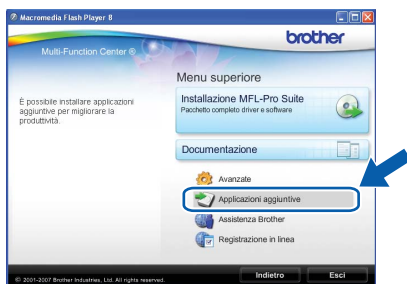 Macromedia Flash Player 8
brother
Multi-Function Center ®
Menu superiore
È possibile installare applicazioni
aggiuntive per migliorare la
produttività.
Installazione MFL-Pro Suite
Pacchetto completo driver e software
Documentazione
Avanzate
Applicazioni aggiuntive
Assistenza Brother
Registrazione in linea
© 2001-2007 Brother Industries, Ltd. All rights reserved.
Indietro
Esci